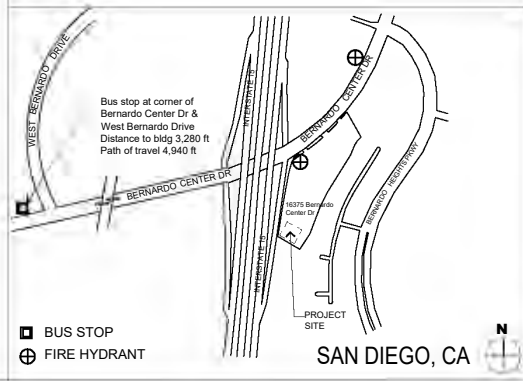 WEST BERNARDO DRIVE
Bus stop at corner of
Bernardo Center Dr &
West Bernardo Drive
Distance to bldg 3,280 ft
Path of travel 4,940 ft
INTERSTATE 15
BERNARDO CENTER DR
BERNARDO CENTER DR
BERNARDO HEIGHTS PKWY
16375 Bernardo
Center Dr
INTERSTATE 15
PROJECT
SITE
BUS STOP
FIRE HYDRANT
SAN DIEGO, CA
N